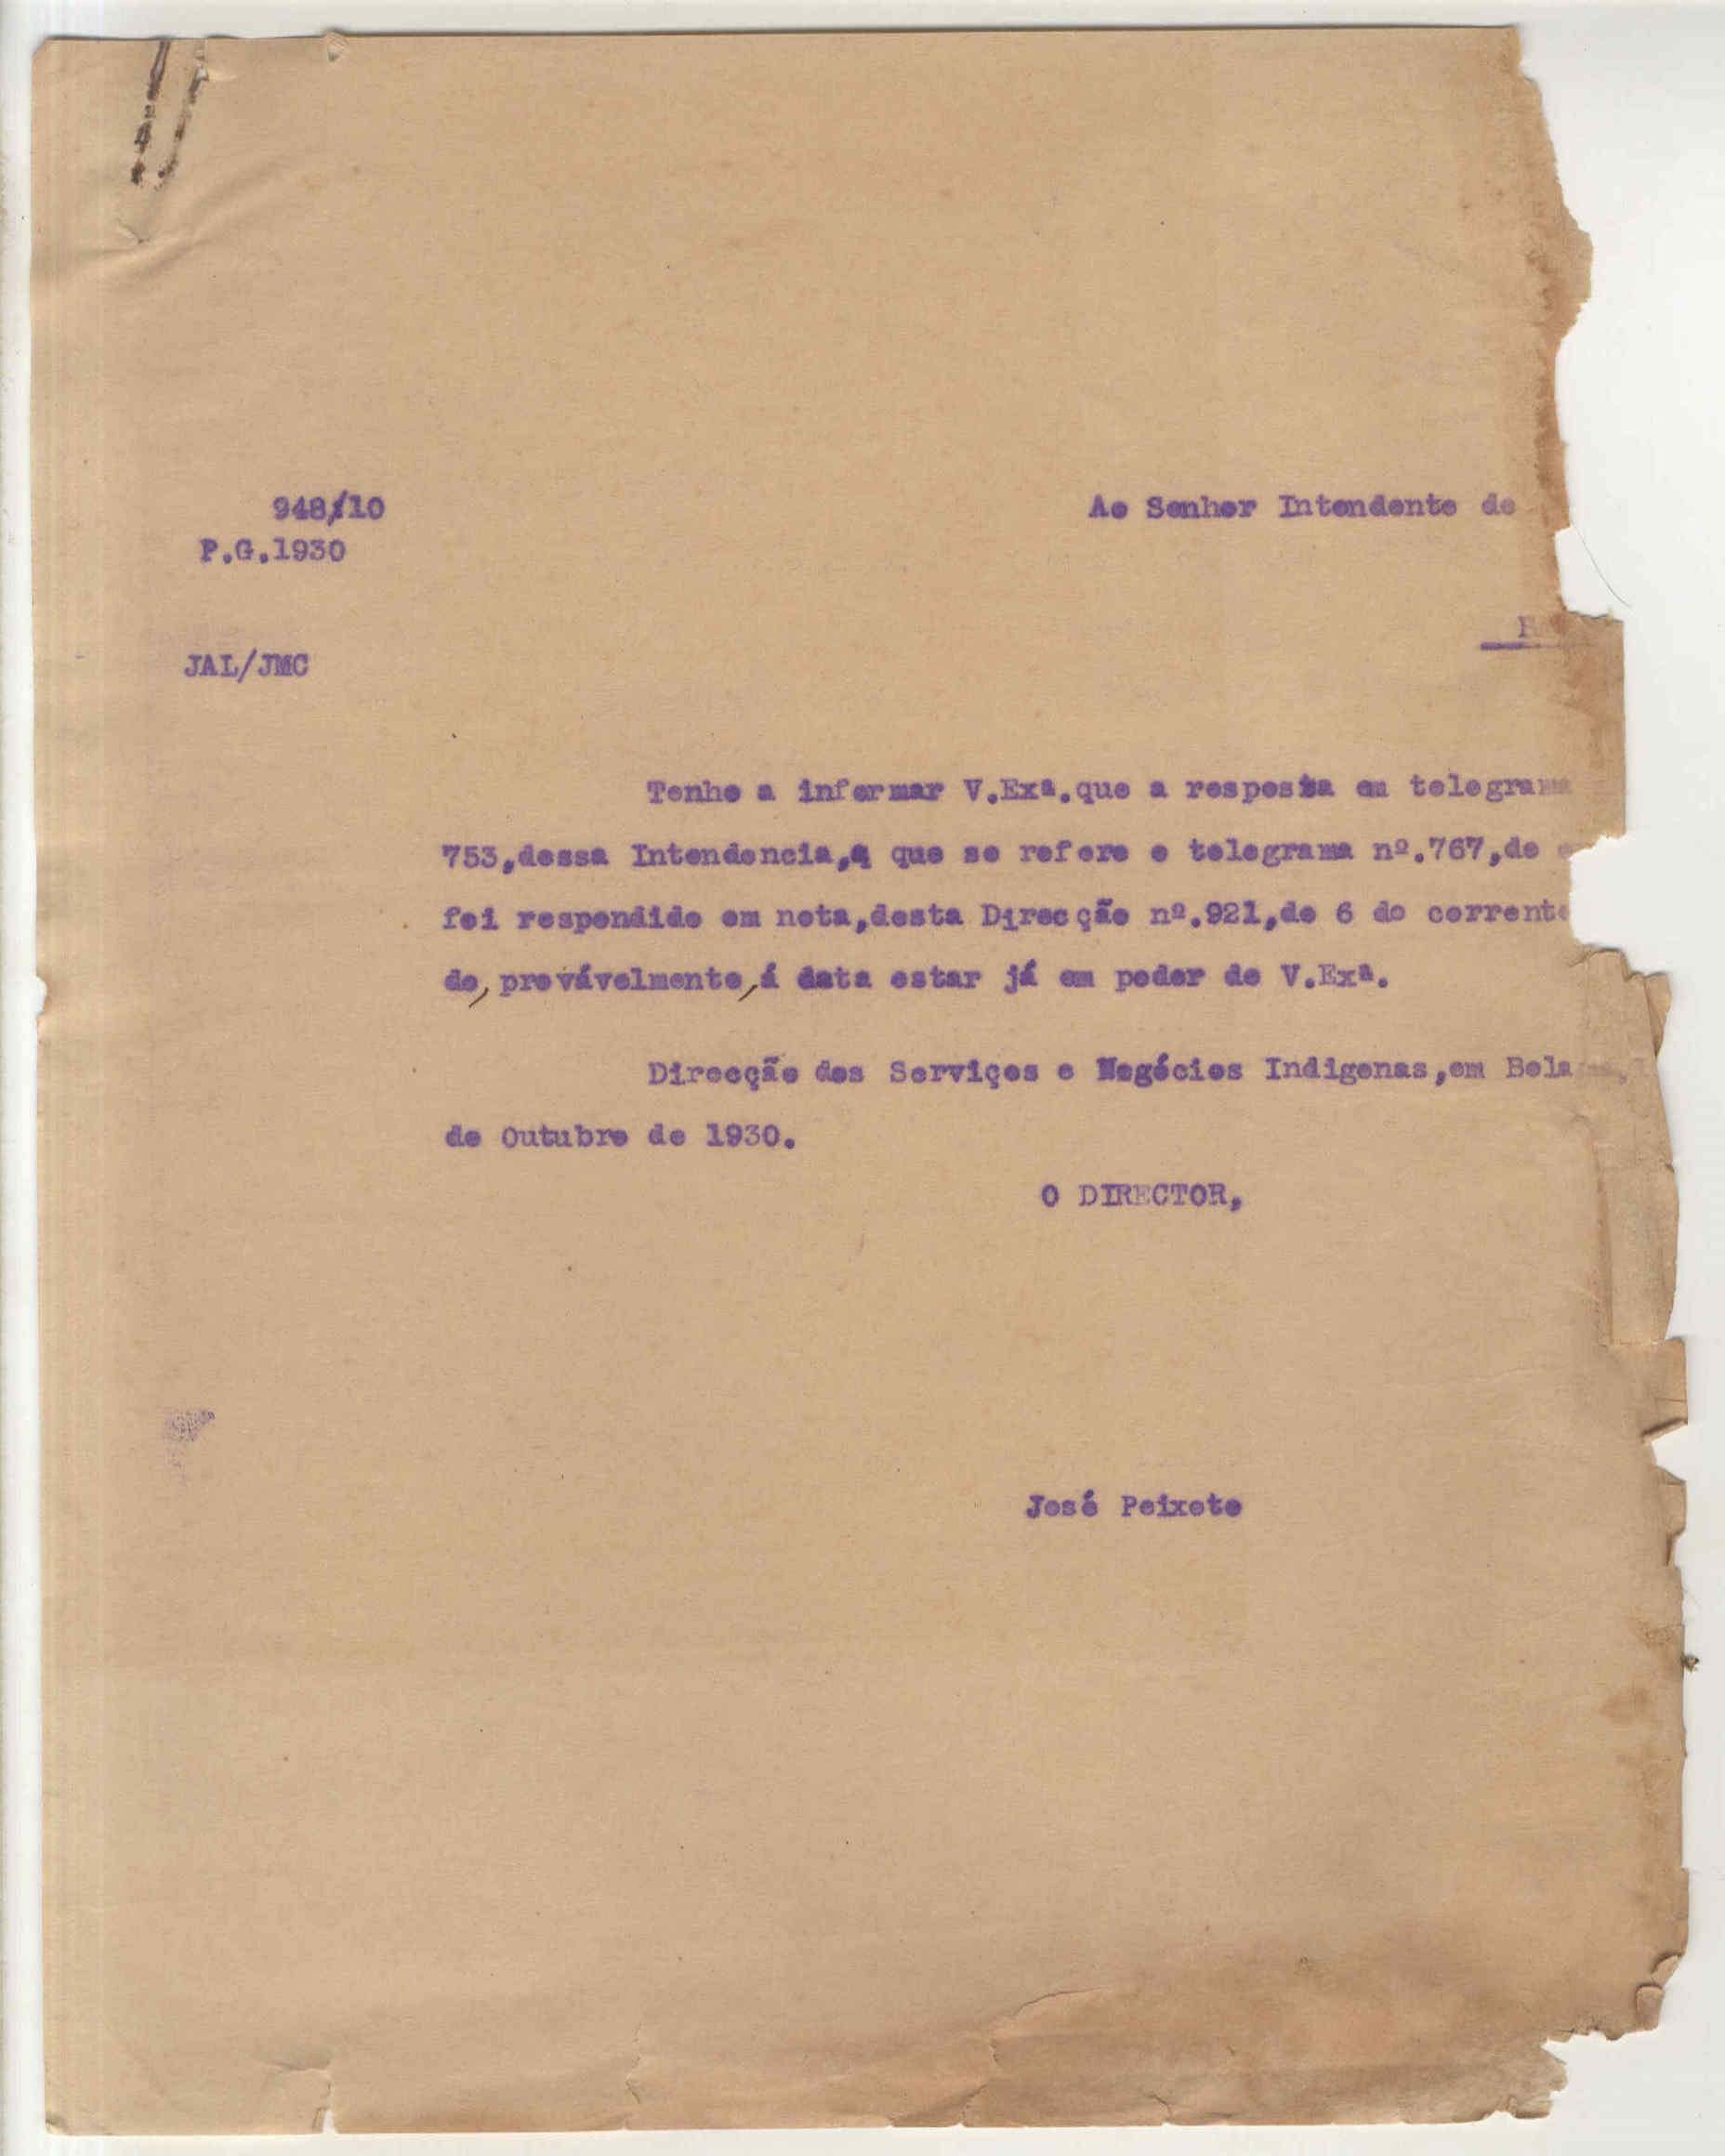 948/10
Ao Senhor Intendente de
P.G.1930
JAL/JMC
Tenho a informar V.Exª.que a resposta em telegrama
753,dessa Intendencia,a que se refere o telegrama nº.767,de
foi respondido em nota,desta Direcção nº.921,de 6 do corrente
do, provávelmente, á data estar já em poder de V.Exª.
Direcção dos Serviços e Negócios Indigenas,em Bolama,
de Outubro de 1930.
O DIRECTOR,
José Peixoto